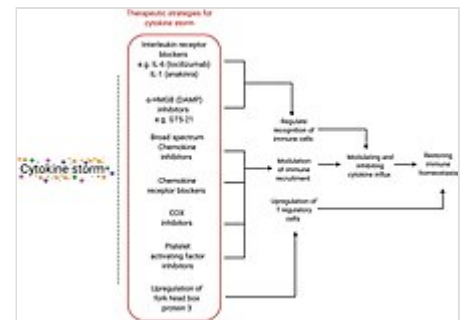 Therapeutic strategies for
cytokine storm
Interleukin receptor
blockers
e.g. IL-6 (tocilizumab)
IL-1 (anakinra)
α-HMGB (DAMP)
inhibitors
e.g. GTS-21
Broad spectrum
Chemokine
inhibitors
Chemokine
receptor blockers
COX
inhibitors
Platelet
activating factor
inhibitors
Upregulation of
fork head box
protein 3
Cytokine storm
Regulate
recognition of
immune cells
Modulation
of immune
recruitment
Upregulation of
T regulatory
cells
Modulating and
inhibiting
cytokine influx
Restoring
immune
homeostasis